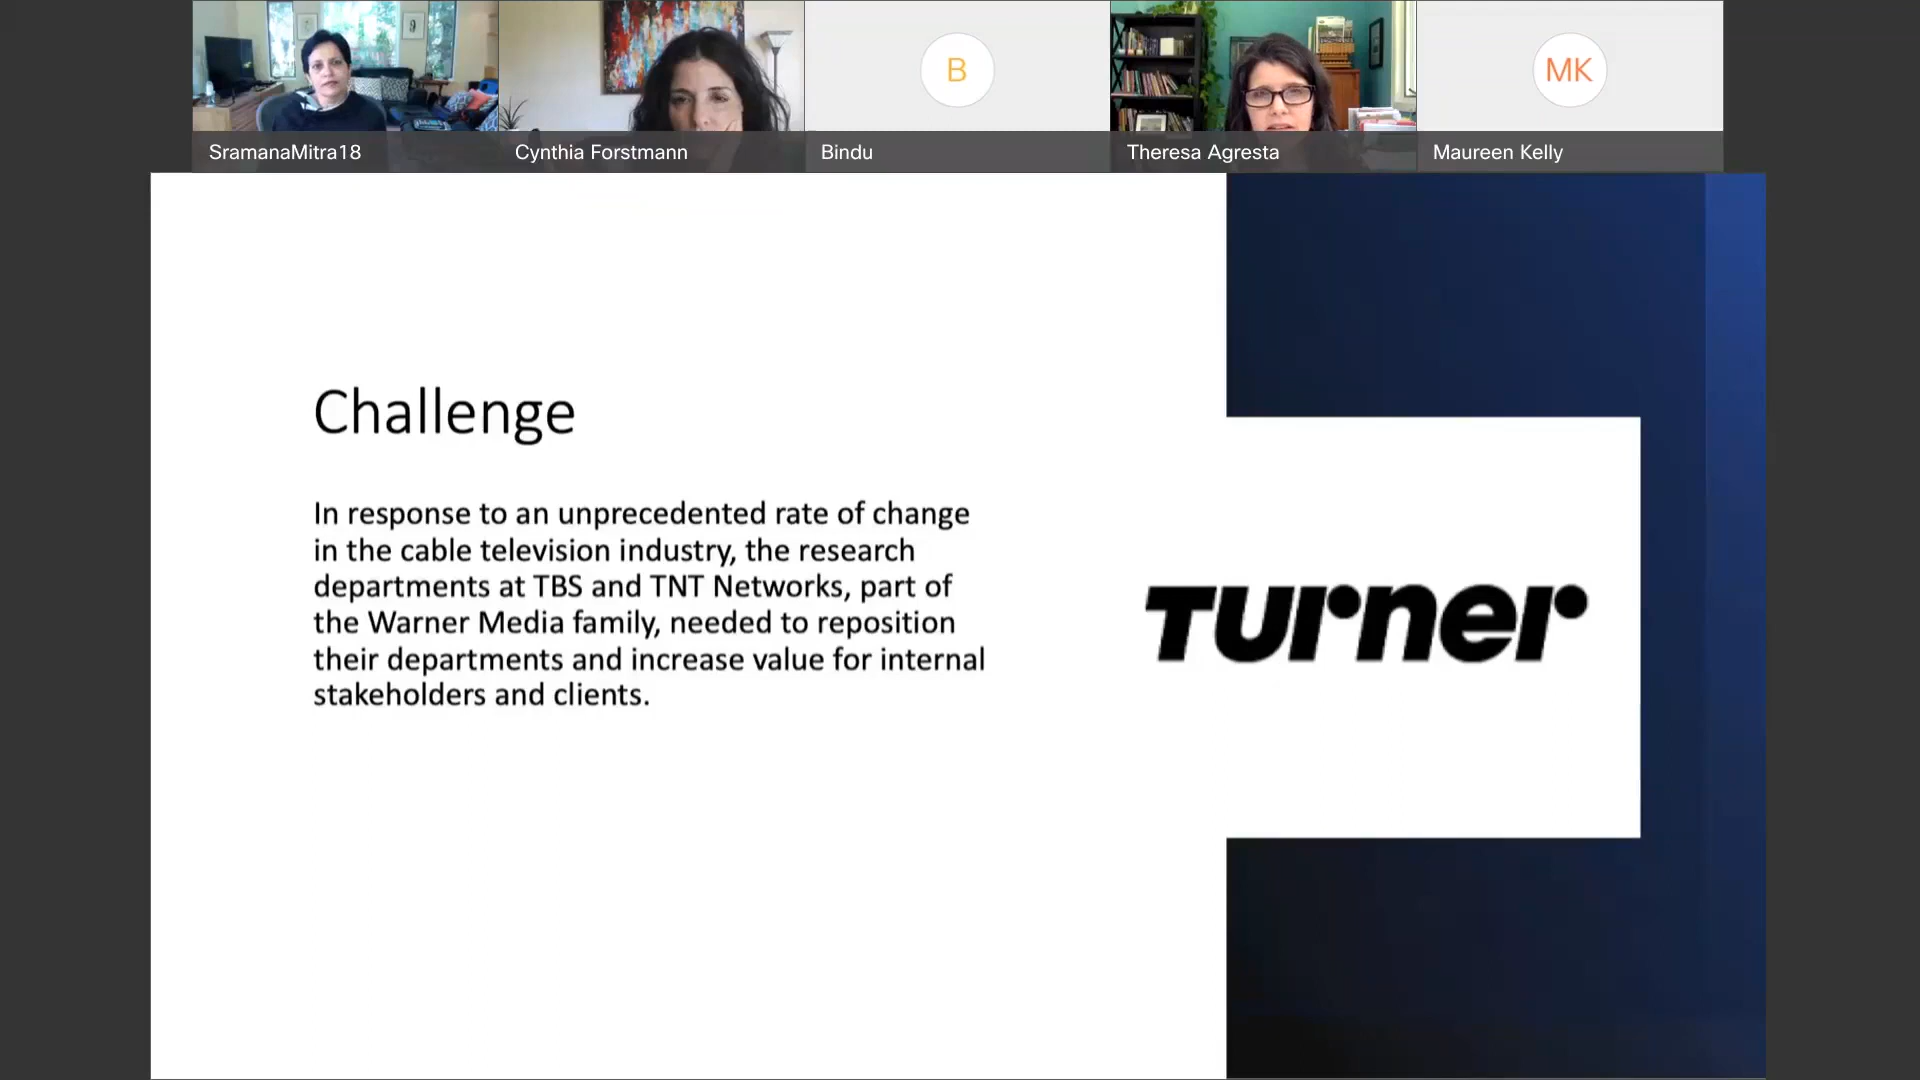 B
MK
SramanaMitra18
Cynthia Forstmann
Bindu
Theresa Agresta
Maureen Kelly
Challenge
In response to an unprecedented rate of change
in the cable television industry, the research
departments at TBS and TNT Networks, part of
the Warner Media family, needed to reposition
their departments and increase value for internal
stakeholders and clients.
Turner